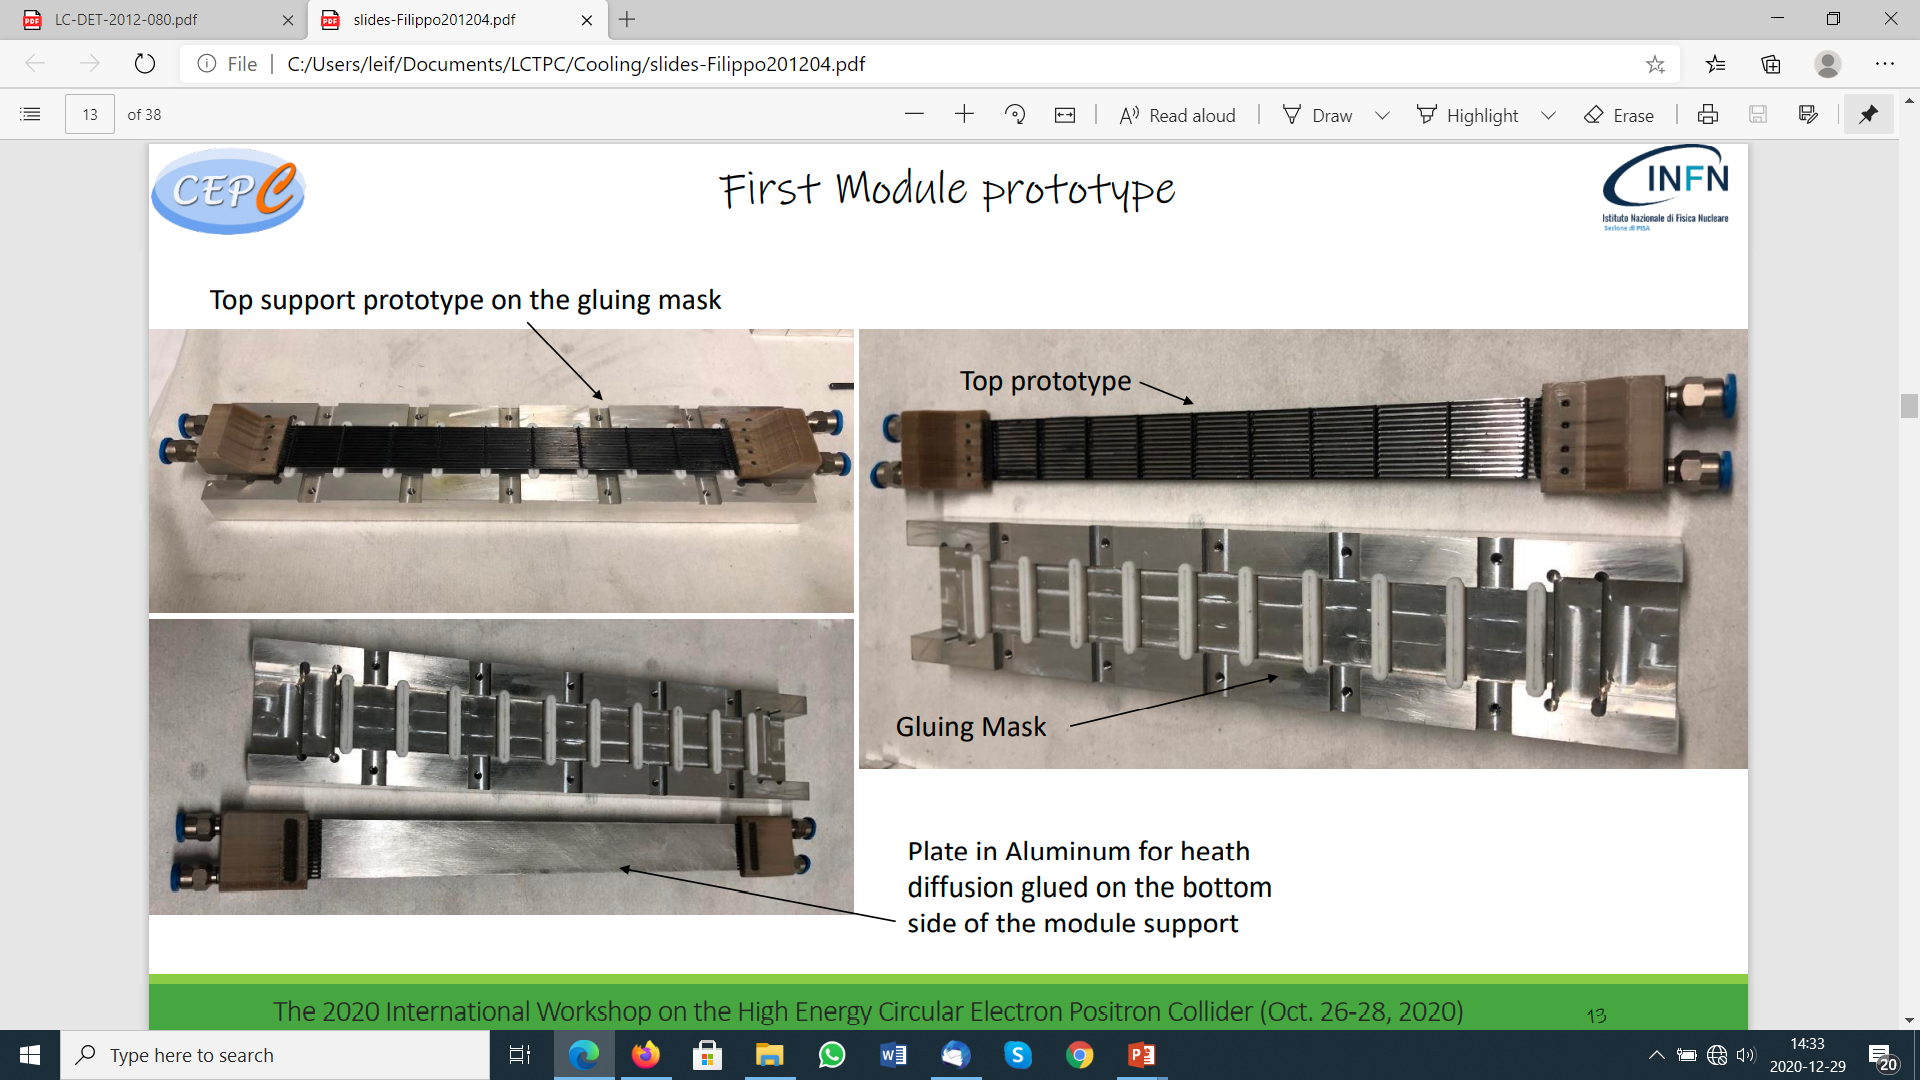 LC-DET-2012-080.pdf
slides-Filippo201204.pdf
File
C:/Users/leif/Documents/LCTPC/Cooling/slides-Filippo201204.pdf
13
of 38
Read aloud
Draw
Highlight
Erase
CEPC
First Module prototype
INFN
Istituto Nazionale di Fisica Nucleare
Sezione di PISA
Top support prototype on the gluing mask
Top prototype
Gluing Mask
Plate in Aluminum for heath
diffusion glued on the bottom
side of the module support
The 2020 International Workshop on the High Energy Circular Electron Positron Collider (Oct. 26-28, 2020)
13
Type here to search
14:33
2020-12-29
20